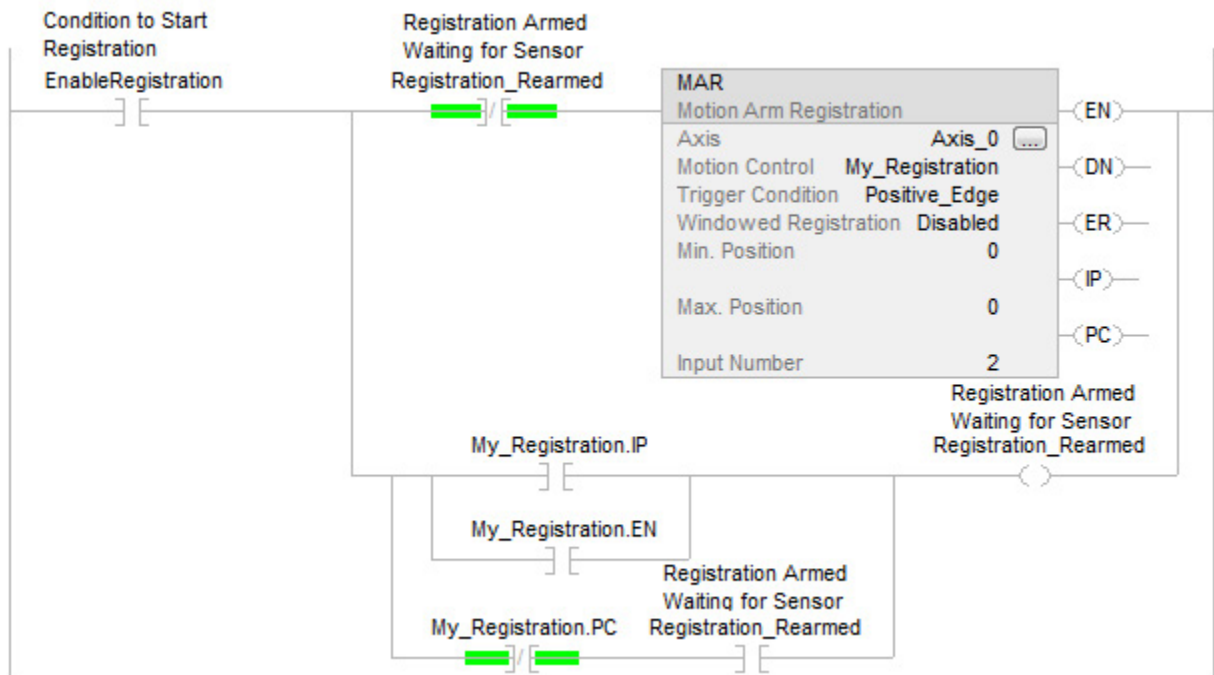 Condition to Start
Registration
EnableRegistration
Registration Armed
Waiting for Sensor
Registration_Rearmed
MAR
Motion Arm Registration
Axis Axis_0 ...
Motion Control My_Registration
Trigger Condition Positive_Edge
Windowed Registration Disabled
Min. Position 0
Max. Position 0
Input Number 2
EN
DN
ER
IP
PC
Registration Armed
Waiting for Sensor
Registration_Rearmed
My_Registration.IP
My_Registration.EN
My_Registration.PC
Registration Armed
Waiting for Sensor
Registration_Rearmed